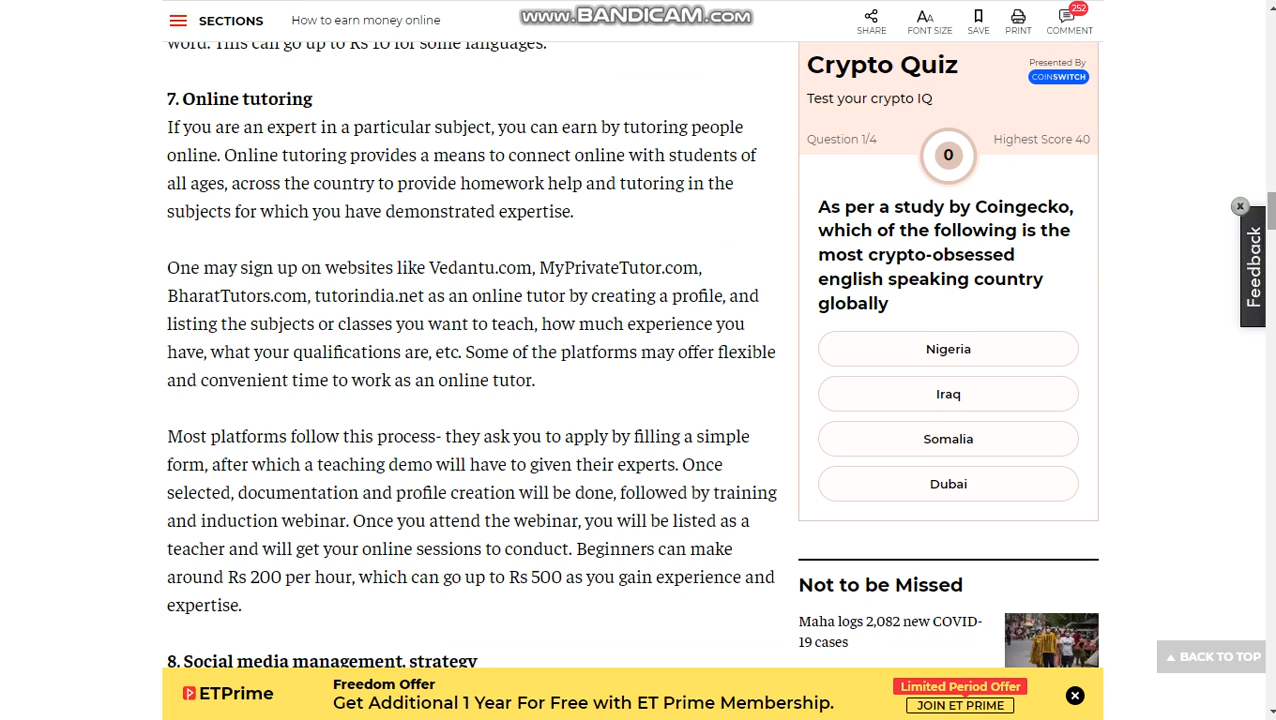 SECTIONS
How to earn money online
www.BANDICAM.com
SHARE
FONT SIZE
SAVE
PRINT
252
COMMENT
word. This can go up to Rs 10 for some languages.
7. Online tutoring
If you are an expert in a particular subject, you can earn by tutoring people
online. Online tutoring provides a means to connect online with students of
all ages, across the country to provide homework help and tutoring in the
subjects for which you have demonstrated expertise.
One may sign up on websites like Vedantu.com, MyPrivateTutor.com,
BharatTutors.com, tutorindia.net as an online tutor by creating a profile, and
listing the subjects or classes you want to teach, how much experience you
have, what your qualifications are, etc. Some of the platforms may offer flexible
and convenient time to work as an online tutor.
Most platforms follow this process- they ask you to apply by filling a simple
form, after which a teaching demo will have to given their experts. Once
selected, documentation and profile creation will be done, followed by training
and induction webinar. Once you attend the webinar, you will be listed as a
teacher and will get your online sessions to conduct. Beginners can make
around Rs 200 per hour, which can go up to Rs 500 as you gain experience and
expertise.
8. Social media management, strategy
Crypto Quiz
Presented By
COINSWITCH
Test your crypto IQ
Question 1/4
0
Highest Score 40
As per a study by Coingecko,
which of the following is the
most crypto-obsessed
english speaking country
globally
Nigeria
Iraq
Somalia
Dubai
Not to be Missed
Maha logs 2,082 new COVID-
19 cases
x
Feedback
BACK TO TOP
ETPrime
Freedom Offer
Get Additional 1 Year For Free with ET Prime Membership.
Limited Period Offer
JOIN ET PRIME